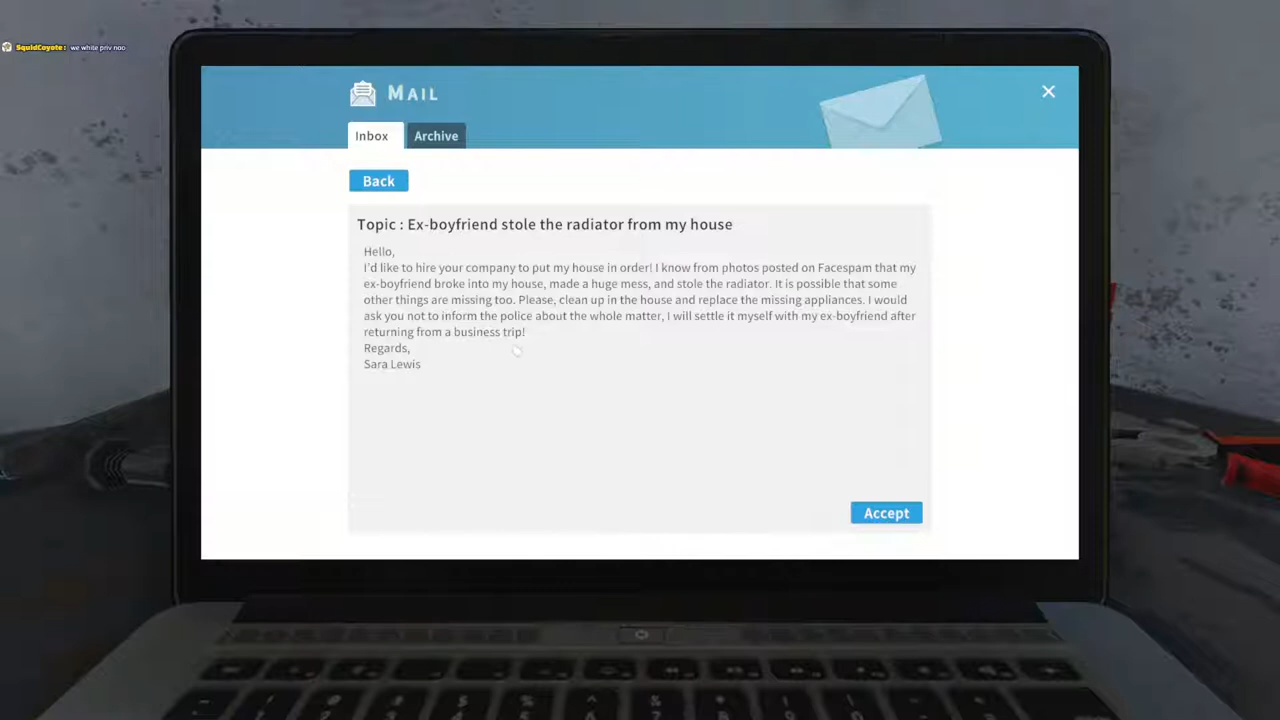 SquidCoyote : we white priv noo
MAIL
Inbox Archive
Back
Topic : Ex-boyfriend stole the radiator from my house
Hello,
I'd like to hire your company to put my house in order! I know from photos posted on Facespam that my
ex-boyfriend broke into my house, made a huge mess, and stole the radiator. It is possible that some
other things are missing too. Please, clean up in the house and replace the missing appliances. I would
ask you not to inform the police about the whole matter, I will settle it myself with my ex-boyfriend after
returning from a business trip!
Regards,
Sara Lewis
Accept